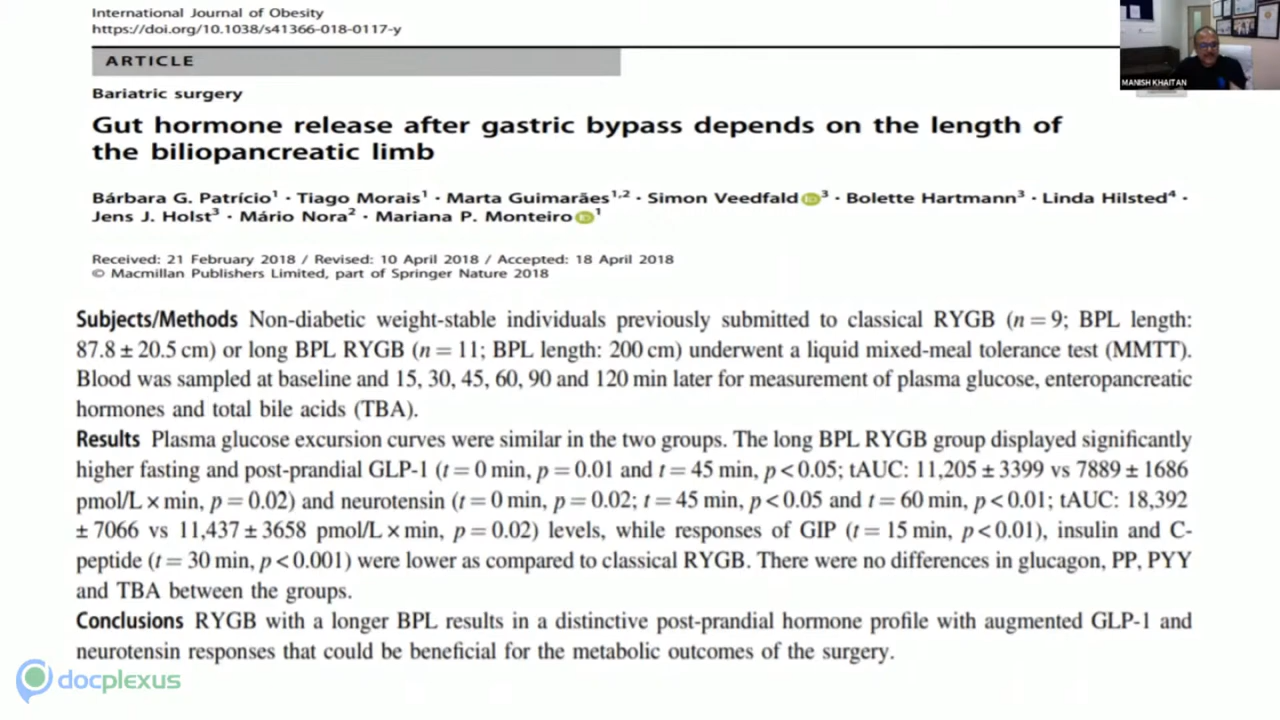 International Journal of Obesity
https://doi.org/10.1038/s41366-018-0117-y
ARTICLE
Bariatric surgery
Gut hormone release after gastric bypass depends on the length of
the biliopancreatic limb
Bárbara G. Patrício¹ · Tiago Morais¹ · Marta Guimarães¹,² · Simon Veedfald iD ³ · Bolette Hartmann³ · Linda Hilsted⁴ ·
Jens J. Holst³ · Mário Nora² · Mariana P. Monteiro iD ¹
Received: 21 February 2018 / Revised: 10 April 2018 / Accepted: 18 April 2018
© Macmillan Publishers Limited, part of Springer Nature 2018
Subjects/Methods Non-diabetic weight-stable individuals previously submitted to classical RYGB (n = 9; BPL length:
87.8 ± 20.5 cm) or long BPL RYGB (n = 11; BPL length: 200 cm) underwent a liquid mixed-meal tolerance test (MMTT).
Blood was sampled at baseline and 15, 30, 45, 60, 90 and 120 min later for measurement of plasma glucose, enteropancreatic
hormones and total bile acids (TBA).
Results Plasma glucose excursion curves were similar in the two groups. The long BPL RYGB group displayed significantly
higher fasting and post-prandial GLP-1 (t = 0 min, p = 0.01 and t = 45 min, p < 0.05; tAUC: 11,205 ± 3399 vs 7889 ± 1686
pmol/L × min, p = 0.02) and neurotensin (t = 0 min, p = 0.02; t = 45 min, p < 0.05 and t = 60 min, p < 0.01; tAUC: 18,392
± 7066 vs 11,437 ± 3658 pmol/L × min, p = 0.02) levels, while responses of GIP (t = 15 min, p < 0.01), insulin and C-
peptide (t = 30 min, p < 0.001) were lower as compared to classical RYGB. There were no differences in glucagon, PP, PYY
and TBA between the groups.
Conclusions RYGB with a longer BPL results in a distinctive post-prandial hormone profile with augmented GLP-1 and
neurotensin responses that could be beneficial for the metabolic outcomes of the surgery.
MANISH KHAITAN
docplexus